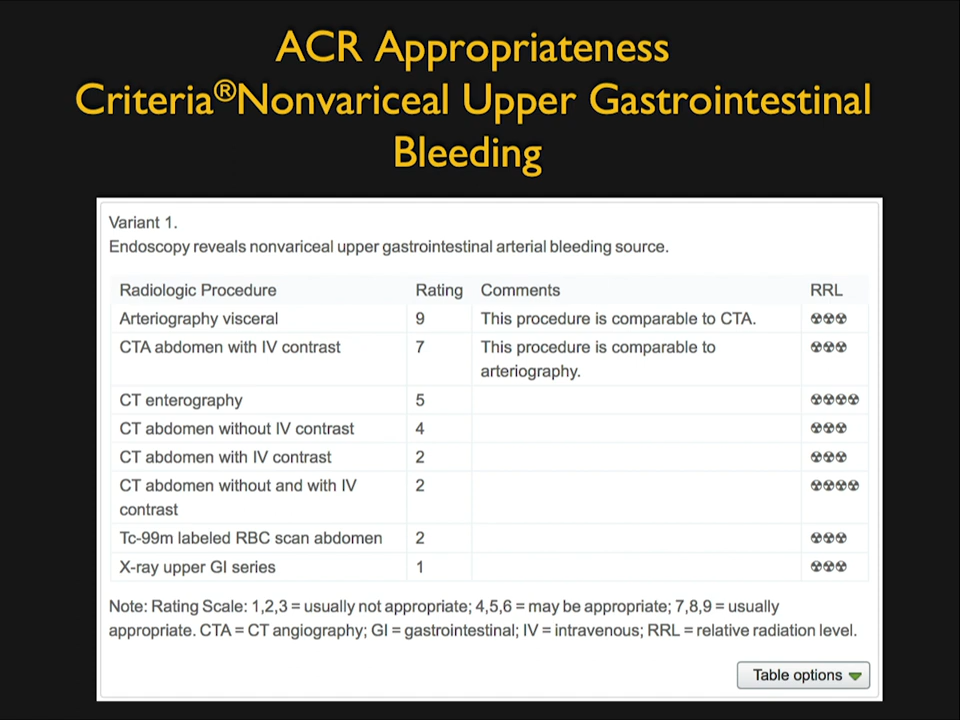 ACR Appropriateness
Criteria®Nonvariceal Upper Gastrointestinal
Bleeding
Variant 1.
Endoscopy reveals nonvariceal upper gastrointestinal arterial bleeding source.
Radiologic Procedure Rating Comments RRL
Arteriography visceral 9 This procedure is comparable to CTA. ☢☢☢
CTA abdomen with IV contrast 7 This procedure is comparable to ☢☢☢
arteriography.
CT enterography 5 ☢☢☢☢
CT abdomen without IV contrast 4 ☢☢☢
CT abdomen with IV contrast 2 ☢☢☢
CT abdomen without and with IV 2 ☢☢☢☢
contrast
Tc-99m labeled RBC scan abdomen 2 ☢☢☢
X-ray upper GI series 1 ☢☢☢
Note: Rating Scale: 1,2,3 = usually not appropriate; 4,5,6 = may be appropriate; 7,8,9 = usually
appropriate. CTA = CT angiography; GI = gastrointestinal; IV = intravenous; RRL = relative radiation level.
Table options